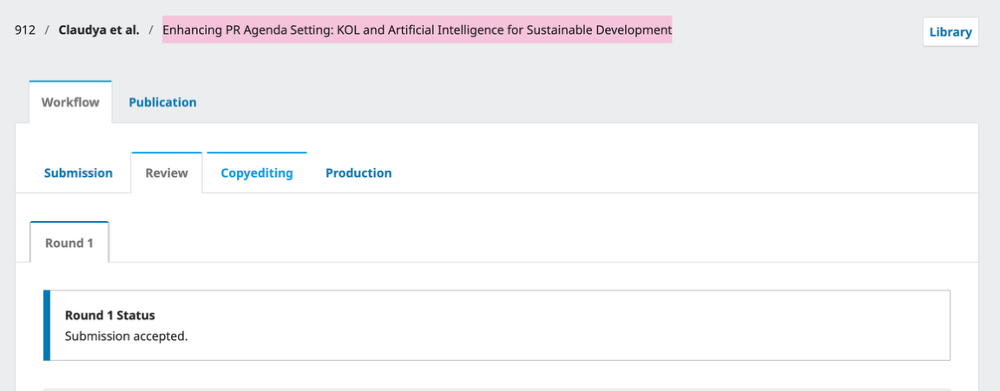 912 / Claudya et al. / Enhancing PR Agenda Setting: KOL and Artificial Intelligence for Sustainable Development
Library
Workflow Publication
Submission Review Copyediting Production
Round 1
Round 1 Status
Submission accepted.